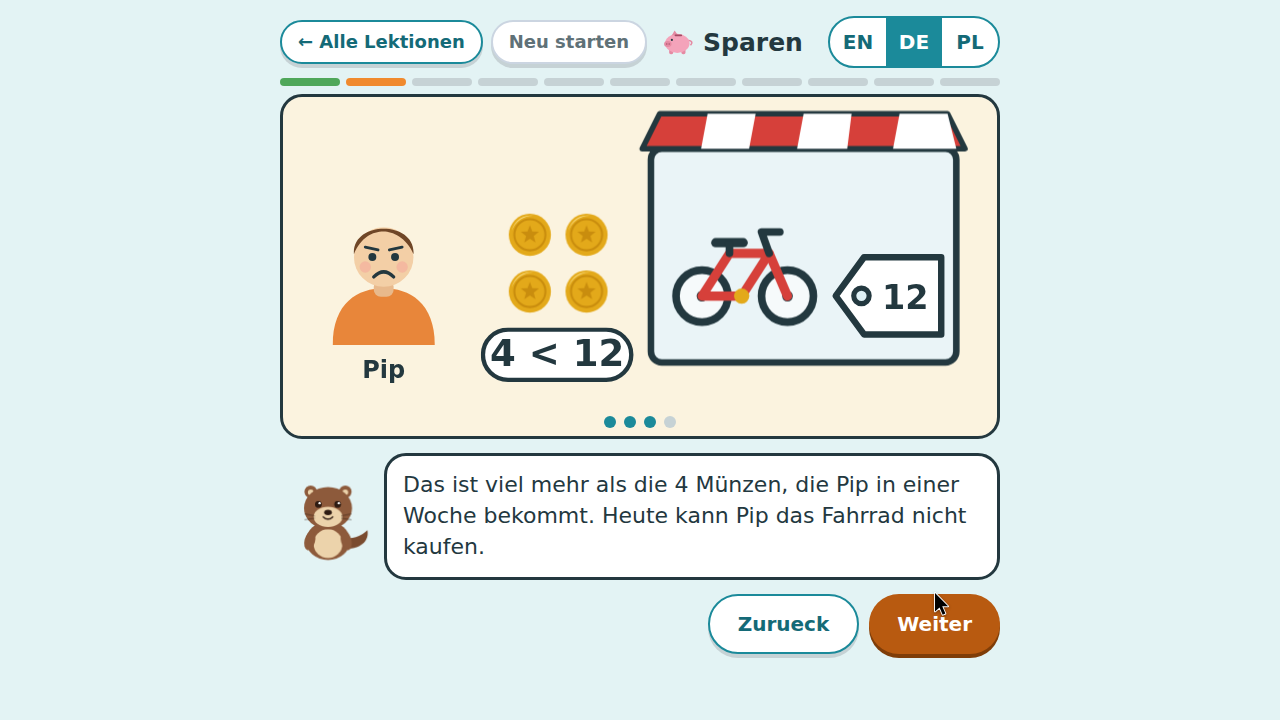 ← Alle Lektionen
Neu starten
Sparen
EN DE PL
12
4 < 12
Pip
Das ist viel mehr als die 4 Münzen, die Pip in einer
Woche bekommt. Heute kann Pip das Fahrrad nicht
kaufen.
Zurueck
Weiter